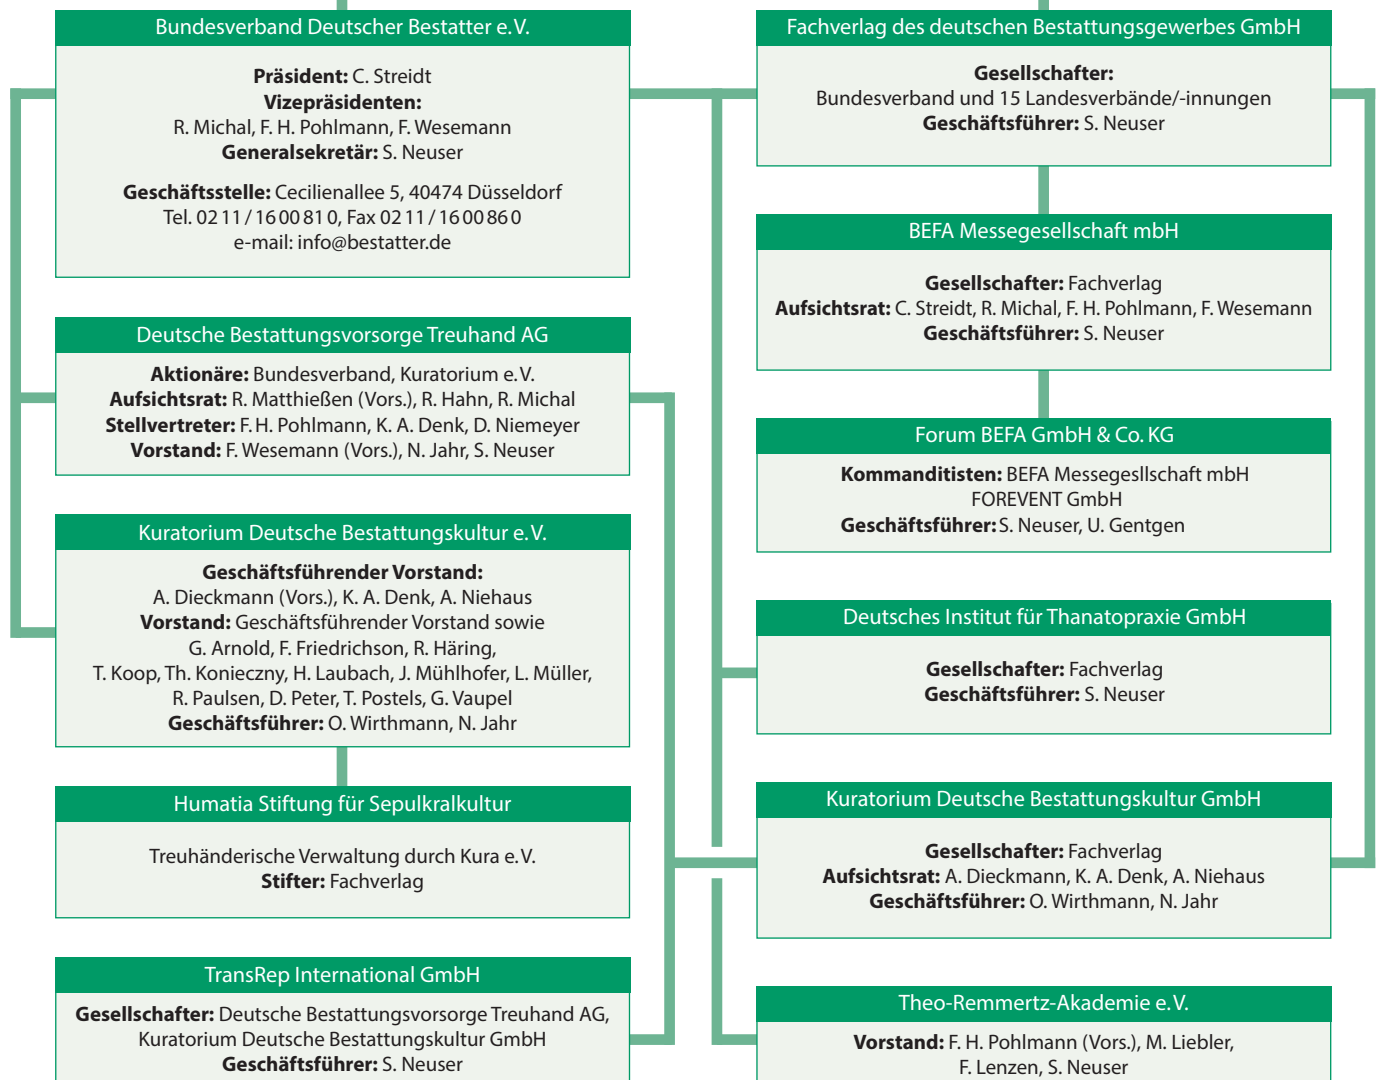 Bundesverband Deutscher Bestatter e.V.
Präsident: C. Streidt
Vizepräsidenten:
R. Michal, F. H. Pohlmann, F. Wesemann
Generalsekretär: S. Neuser
Geschäftsstelle: Cecilienallee 5, 40474 Düsseldorf
Tel. 02 11 / 16 00 81 0, Fax 02 11 / 16 00 86 0
e-mail: info@bestatter.de
Deutsche Bestattungsvorsorge Treuhand AG
Aktionäre: Bundesverband, Kuratorium e.V.
Aufsichtsrat: R. Matthießen (Vors.), R. Hahn, R. Michal
Stellvertreter: F. H. Pohlmann, K. A. Denk, D. Niemeyer
Vorstand: F. Wesemann (Vors.), N. Jahr, S. Neuser
Kuratorium Deutsche Bestattungskultur e.V.
Geschäftsführender Vorstand:
A. Dieckmann (Vors.), K. A. Denk, A. Niehaus
Vorstand: Geschäftsführender Vorstand sowie
G. Arnold, F. Friedrichson, R. Häring,
T. Koop, Th. Konieczny, H. Laubach, J. Mühlhofer, L. Müller,
R. Paulsen, D. Peter, T. Postels, G. Vaupel
Geschäftsführer: O. Wirthmann, N. Jahr
Humatia Stiftung für Sepulkralkultur
Treuhänderische Verwaltung durch Kura e.V.
Stifter: Fachverlag
TransRep International GmbH
Gesellschafter: Deutsche Bestattungsvorsorge Treuhand AG,
Kuratorium Deutsche Bestattungskultur GmbH
Geschäftsführer: S. Neuser
Fachverlag des deutschen Bestattungsgewerbes GmbH
Gesellschafter:
Bundesverband und 15 Landesverbände/-innungen
Geschäftsführer: S. Neuser
BEFA Messegesellschaft mbH
Gesellschafter: Fachverlag
Aufsichtsrat: C. Streidt, R. Michal, F. H. Pohlmann, F. Wesemann
Geschäftsführer: S. Neuser
Forum BEFA GmbH & Co. KG
Kommanditisten: BEFA Messegesllschaft mbH
FOREVENT GmbH
Geschäftsführer: S. Neuser, U. Gentgen
Deutsches Institut für Thanatopraxie GmbH
Gesellschafter: Fachverlag
Geschäftsführer: S. Neuser
Kuratorium Deutsche Bestattungskultur GmbH
Gesellschafter: Fachverlag
Aufsichtsrat: A. Dieckmann, K. A. Denk, A. Niehaus
Geschäftsführer: O. Wirthmann, N. Jahr
Theo-Remmertz-Akademie e.V.
Vorstand: F. H. Pohlmann (Vors.), M. Liebler,
F. Lenzen, S. Neuser